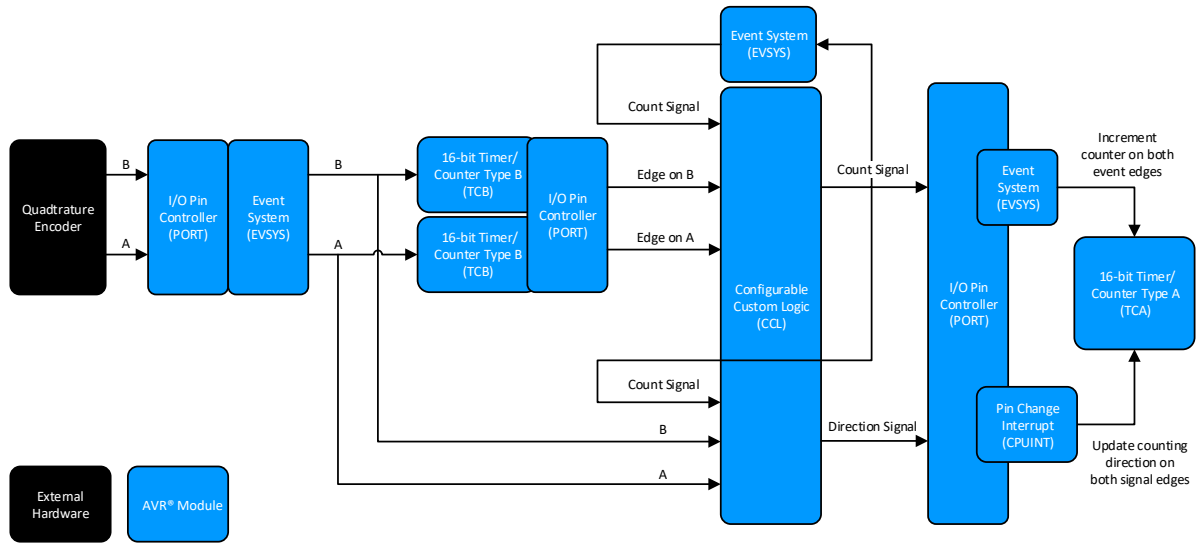 Event System
(EVSYS)
Count Signal
Quadtrature
Encoder
B
A
I/O Pin
Controller
(PORT)
Event
System
(EVSYS)
B
A
16-bit Timer/
Counter Type B
(TCB)
16-bit Timer/
Counter Type B
(TCB)
I/O Pin
Controller
(PORT)
Edge on B
Edge on A
Configurable
Custom Logic
(CCL)
Count Signal
B
A
Count Signal
Direction Signal
I/O Pin
Controller
(PORT)
Event
System
(EVSYS)
Increment
counter on both
event edges
16-bit Timer/
Counter Type A
(TCA)
Pin Change
Interrupt
(CPUINT)
Update counting
direction on
both signal edges
External
Hardware
AVR® Module